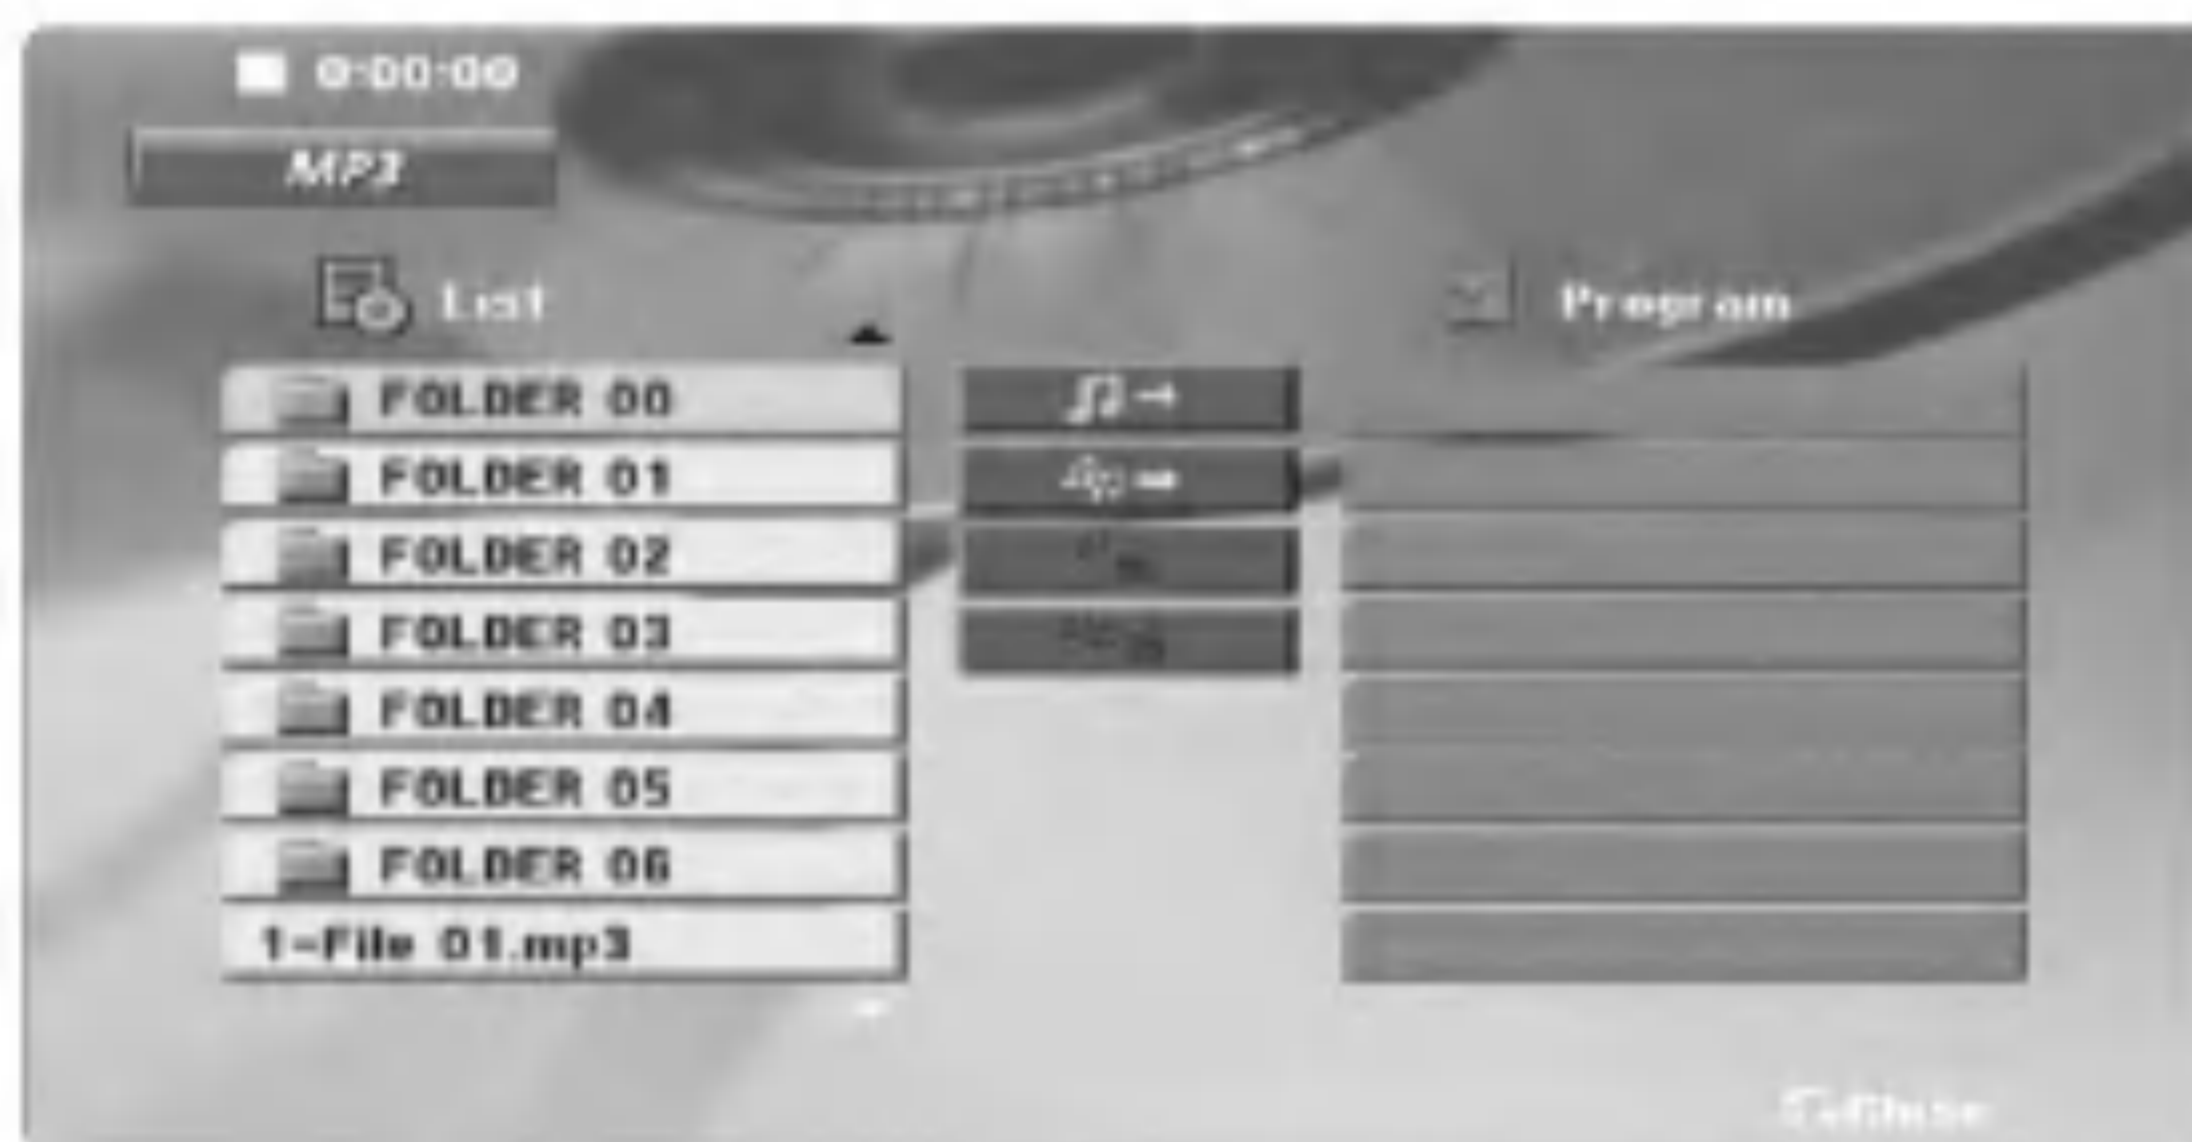 0:00:00
MP3
List
Program
FOLDER 00
FOLDER 01
FOLDER 02
FOLDER 03
FOLDER 04
FOLDER 05
FOLDER 06
1-File 01.mp3